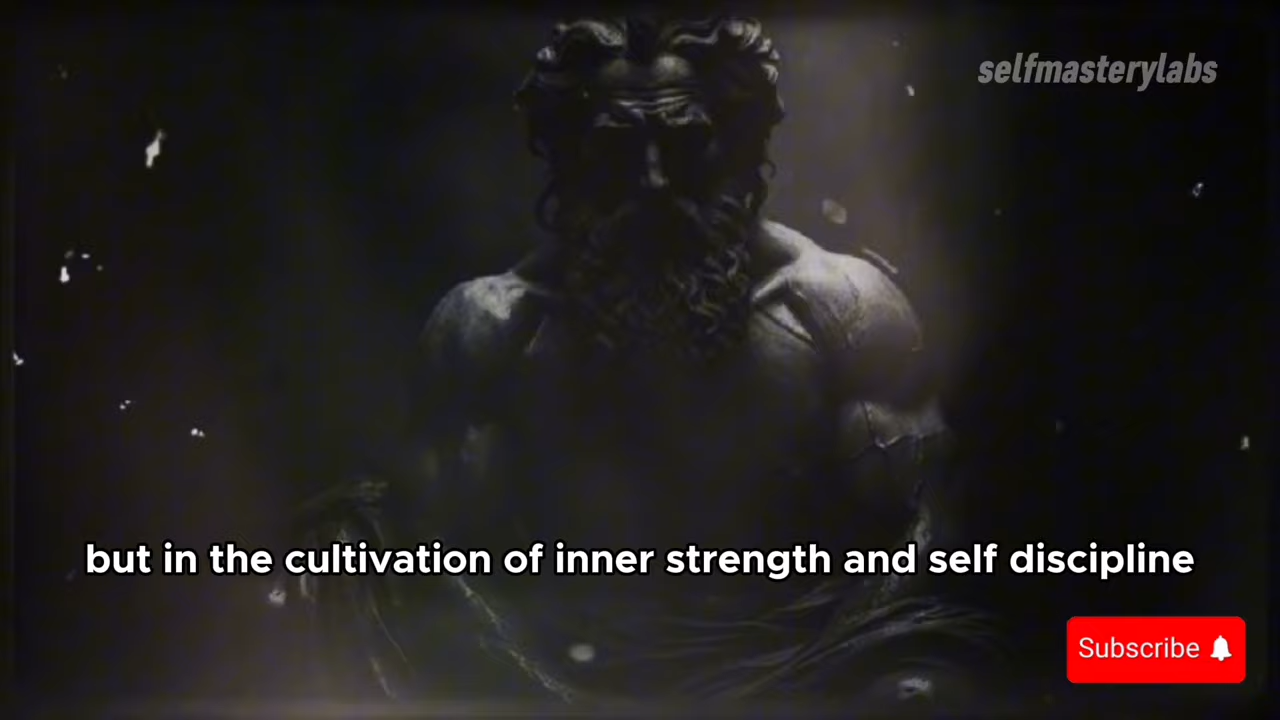 selfmasterylabs
but in the cultivation of inner strength and self discipline
Subscribe